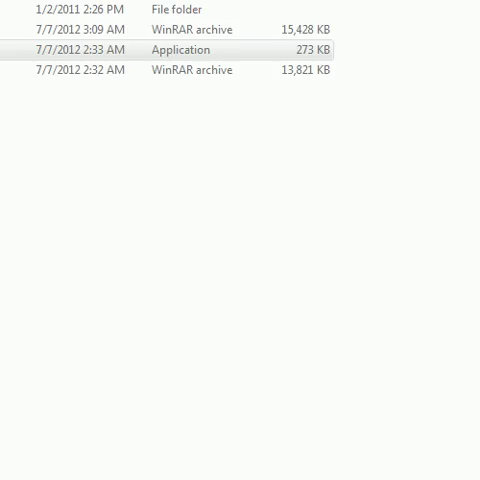 1/2/2011 2:26 PM File folder
7/7/2012 3:09 AM WinRAR archive 15,428 KB
7/7/2012 2:33 AM Application 273 KB
7/7/2012 2:32 AM WinRAR archive 13,821 KB